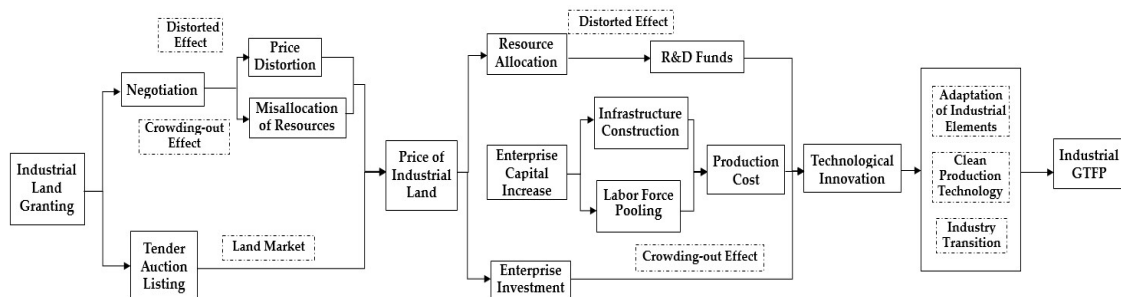 Industrial
Land
Granting
Distorted
Effect
Negotiation
Crowding-out
Effect
Price
Distortion
Misallocation
of Resources
Tender
Auction
Listing
Land Market
Price of
Industrial
Land
Resource
Allocation
Distorted Effect
R&D Funds
Enterprise
Capital
Increase
Infrastructure
Construction
Labor Force
Pooling
Production
Cost
Enterprise
Investment
Crowding-out Effect
Technological
Innovation
Adaptation
of Industrial
Elements
Clean
Production
Technology
Industry
Transition
Industrial
GTFP